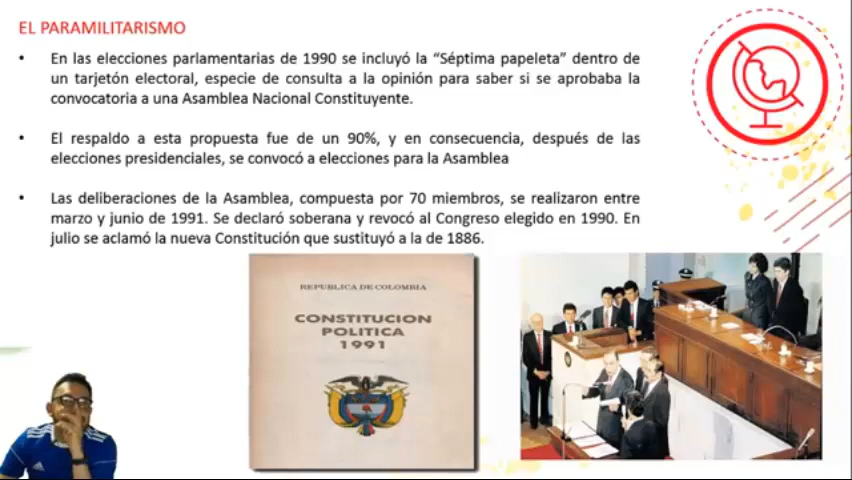 EL PARAMILITARISMO
• En las elecciones parlamentarias de 1990 se incluyó la “Séptima papeleta” dentro de
un tarjetón electoral, especie de consulta a la opinión para saber si se aprobaba la
convocatoria a una Asamblea Nacional Constituyente.
• El respaldo a esta propuesta fue de un 90%, y en consecuencia, después de las
elecciones presidenciales, se convocó a elecciones para la Asamblea
• Las deliberaciones de la Asamblea, compuesta por 70 miembros, se realizaron entre
marzo y junio de 1991. Se declaró soberana y revocó al Congreso elegido en 1990. En
julio se aclamó la nueva Constitución que sustituyó a la de 1886.
REPUBLICA DE COLOMBIA
CONSTITUCION
POLITICA
1991